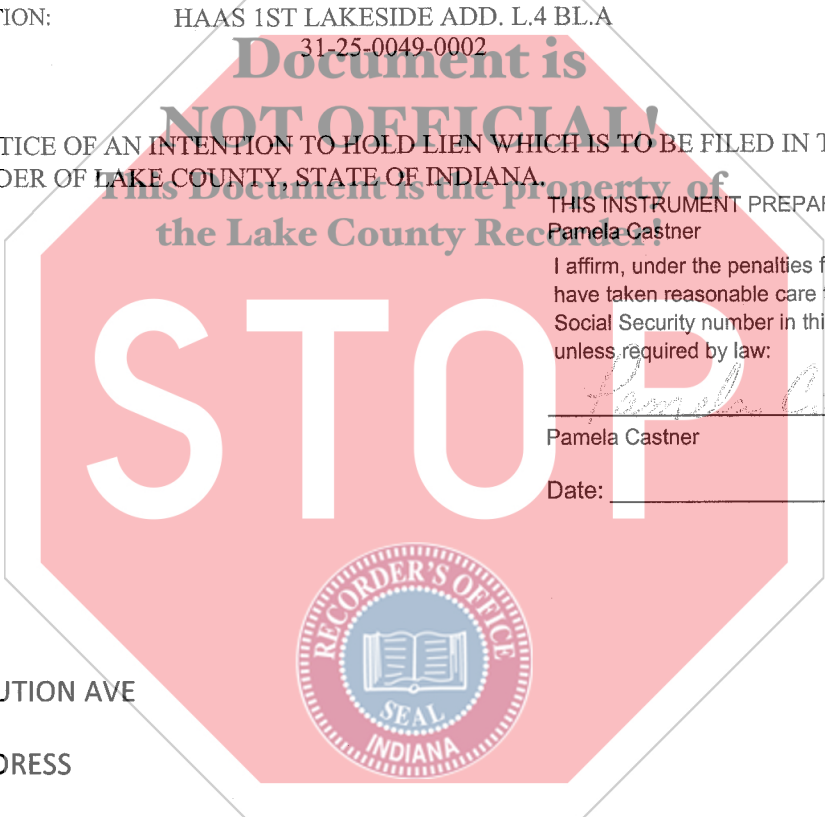 TION: HAAS 1ST LAKESIDE ADD. L.4 BL.A
31-25-0049-0002
Document is
NOT OFFICIAL!
TICE OF AN INTENTION TO HOLD LIEN WHICH IS TO BE FILED IN T
DER OF LAKE COUNTY, STATE OF INDIANA.
This Document is the property of
the Lake County Recorder!
THIS INSTRUMENT PREPAR
Pamela Castner
I affirm, under the penalties f
have taken reasonable care
Social Security number in thi
unless required by law:
Pamela C
Pamela Castner
Date:
STOP
RECORDER'S OFFICE
SEAL
INDIANA
UTION AVE
DRESS